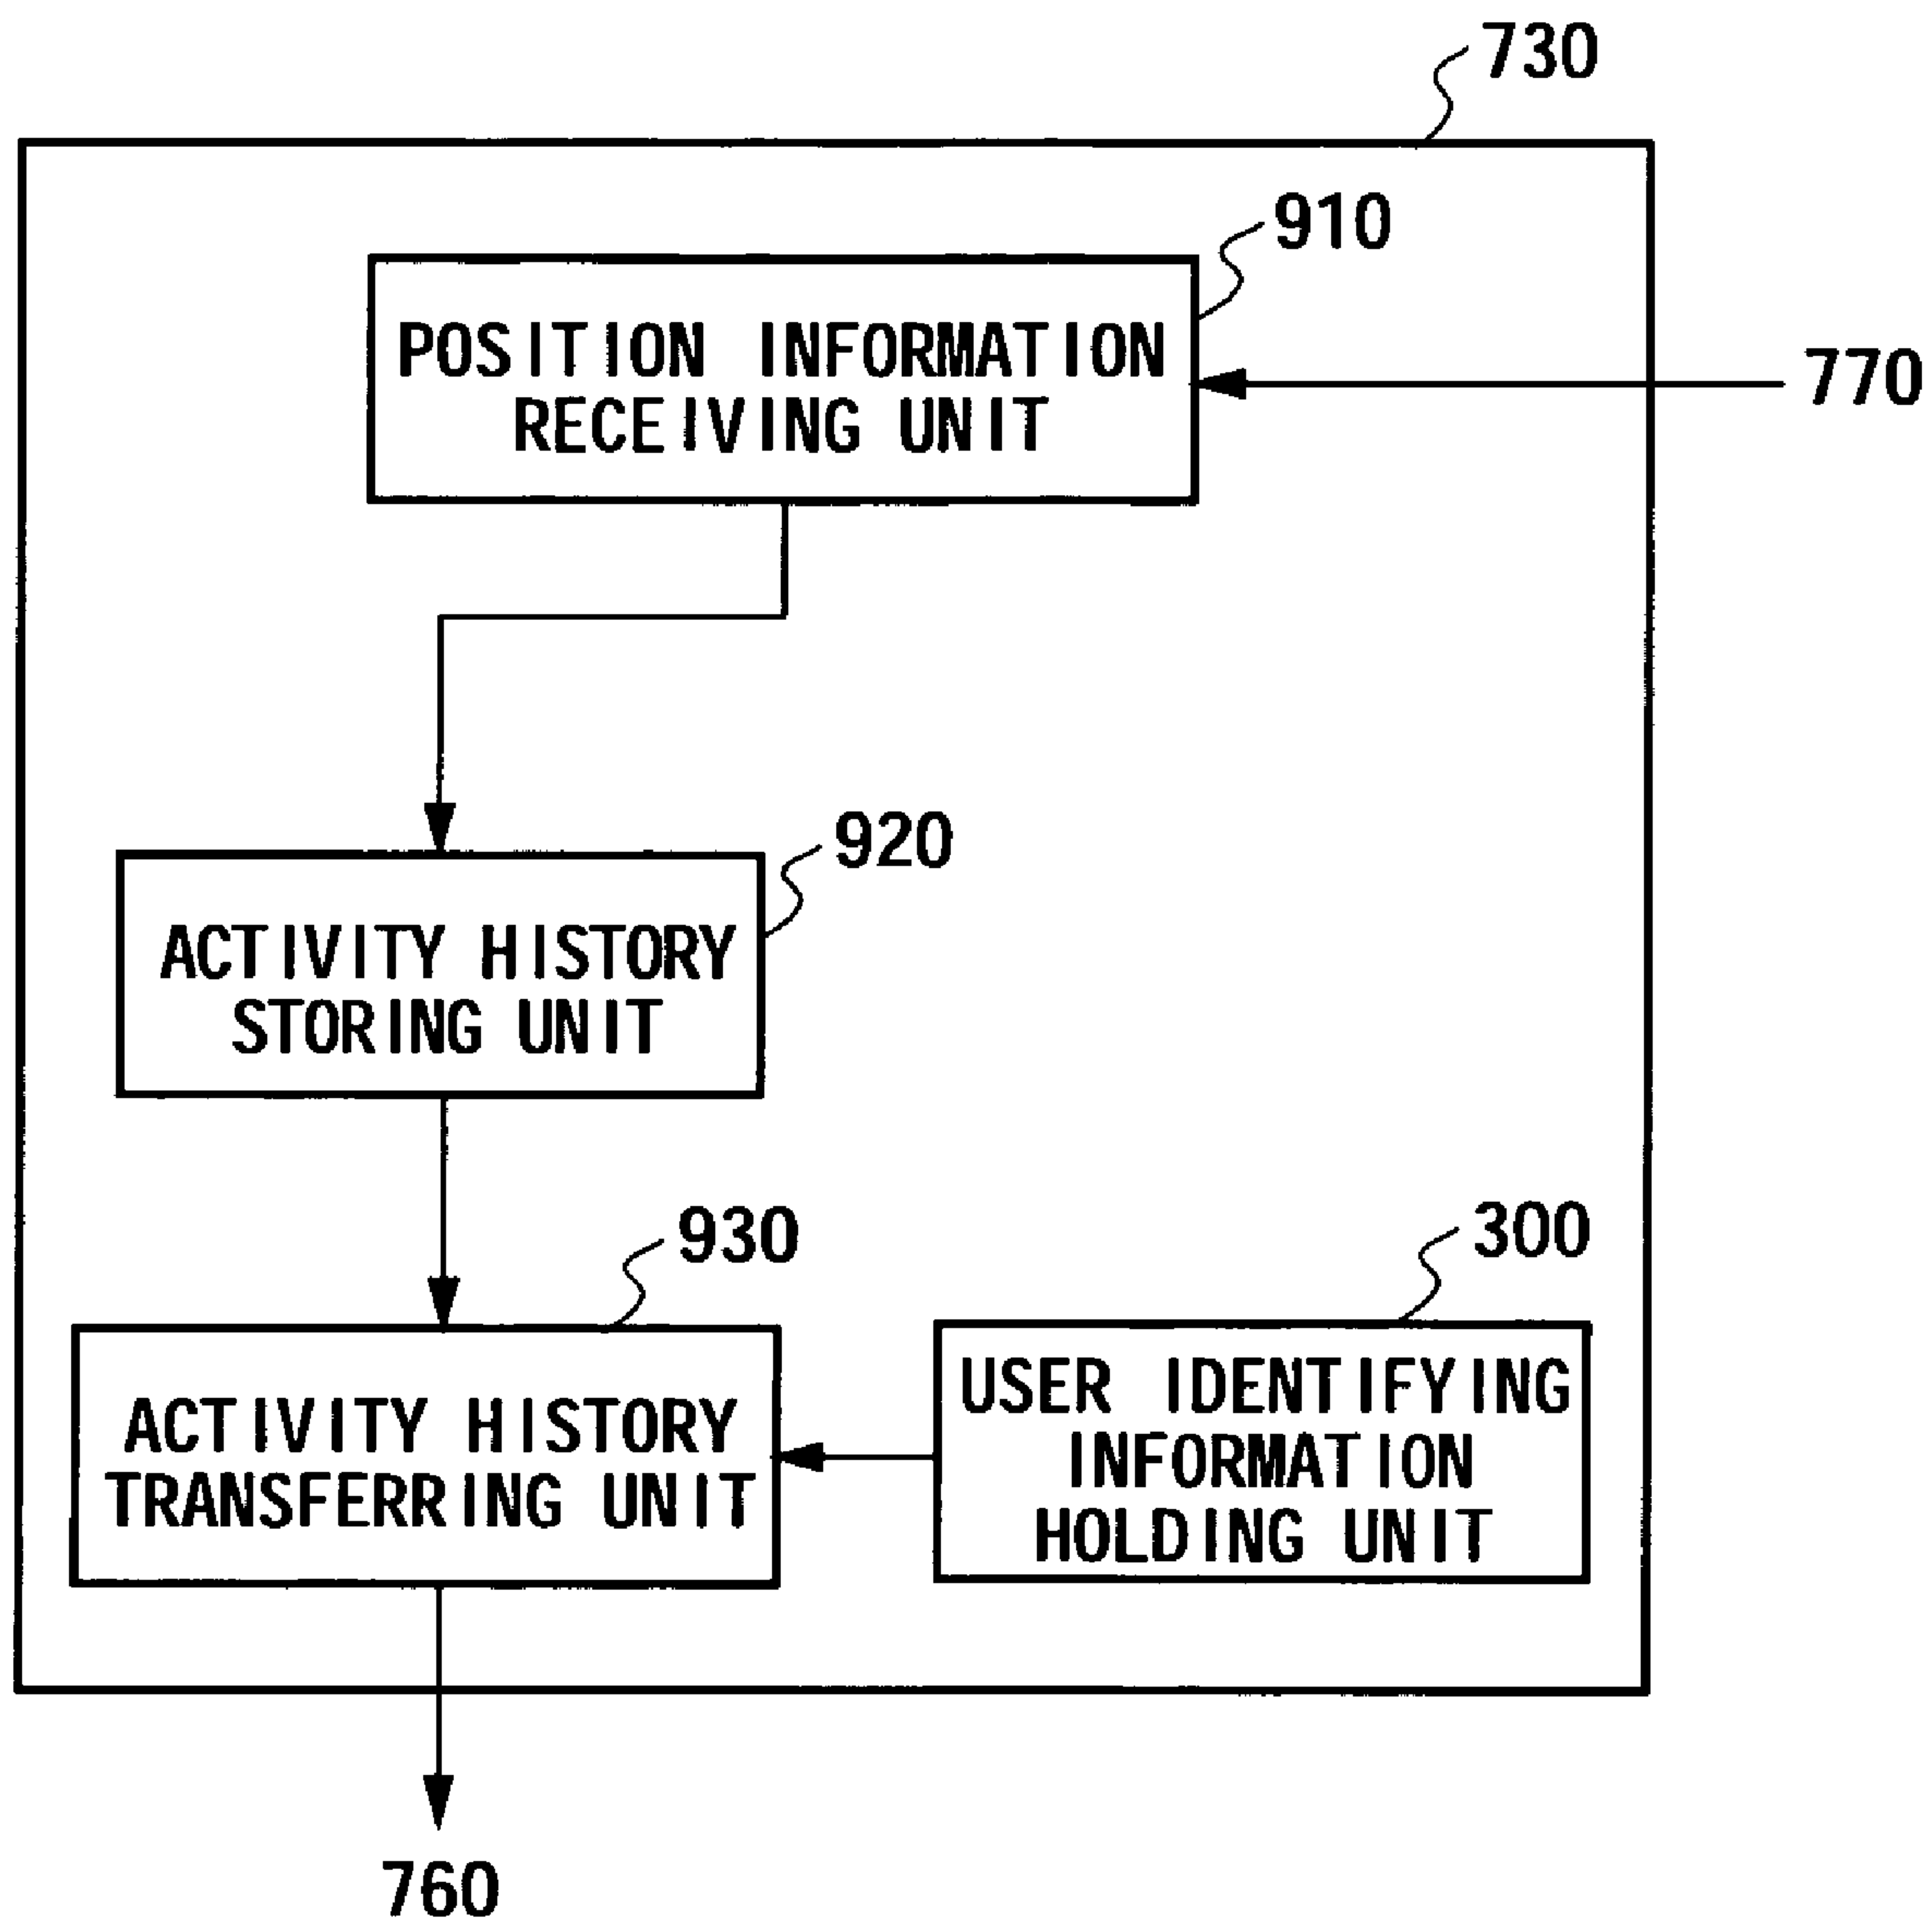 730
910
POSITION INFORMATION
RECEIVING UNIT
770
920
ACTIVITY HISTORY
STORING UNIT
930
300
ACTIVITY HISTORY
TRANSFERRING UNIT
USER IDENTIFYING
INFORMATION
HOLDING UNIT
760